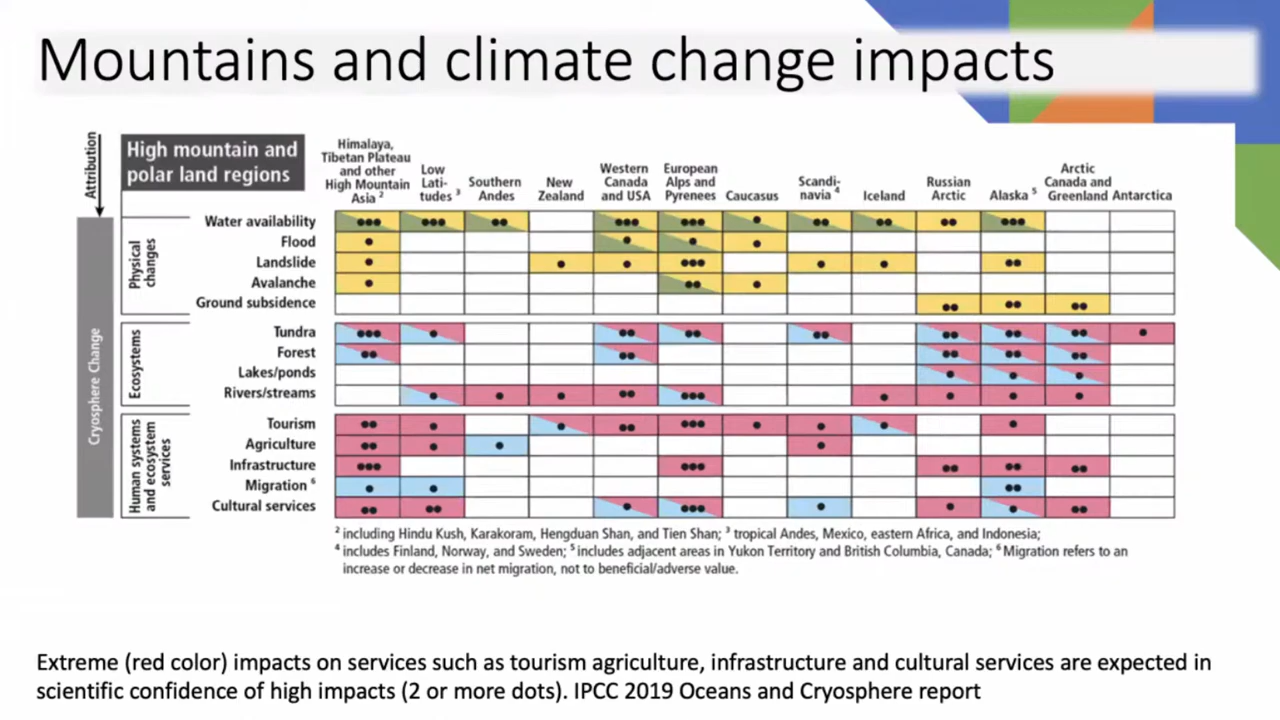 Mountains and climate change impacts
Attribution
High mountain and
polar land regions
Himalaya,
Tibetan Plateau
and other
High Mountain
Asia 2
Low
Lati-
tudes 3
Southern
Andes
New
Zealand
Western
Canada
and USA
European
Alps and
Pyrenees
Caucasus
Scandi-
navia 4
Iceland
Russian
Arctic
Alaska 5
Arctic
Canada and
Greenland
Antarctica
Cryosphere Change
Physical
changes
Water availability
Flood
Landslide
Avalanche
Ground subsidence
Ecosystems
Tundra
Forest
Lakes/ponds
Rivers/streams
Human systems
and ecosystem
services
Tourism
Agriculture
Infrastructure
Migration 6
Cultural services
2 including Hindu Kush, Karakoram, Hengduan Shan, and Tien Shan; 3 tropical Andes, Mexico, eastern Africa, and Indonesia;
4 includes Finland, Norway, and Sweden; 5 includes adjacent areas in Yukon Territory and British Columbia, Canada; 6 Migration refers to an
increase or decrease in net migration, not to beneficial/adverse value.
Extreme (red color) impacts on services such as tourism agriculture, infrastructure and cultural services are expected in
scientific confidence of high impacts (2 or more dots). IPCC 2019 Oceans and Cryosphere report